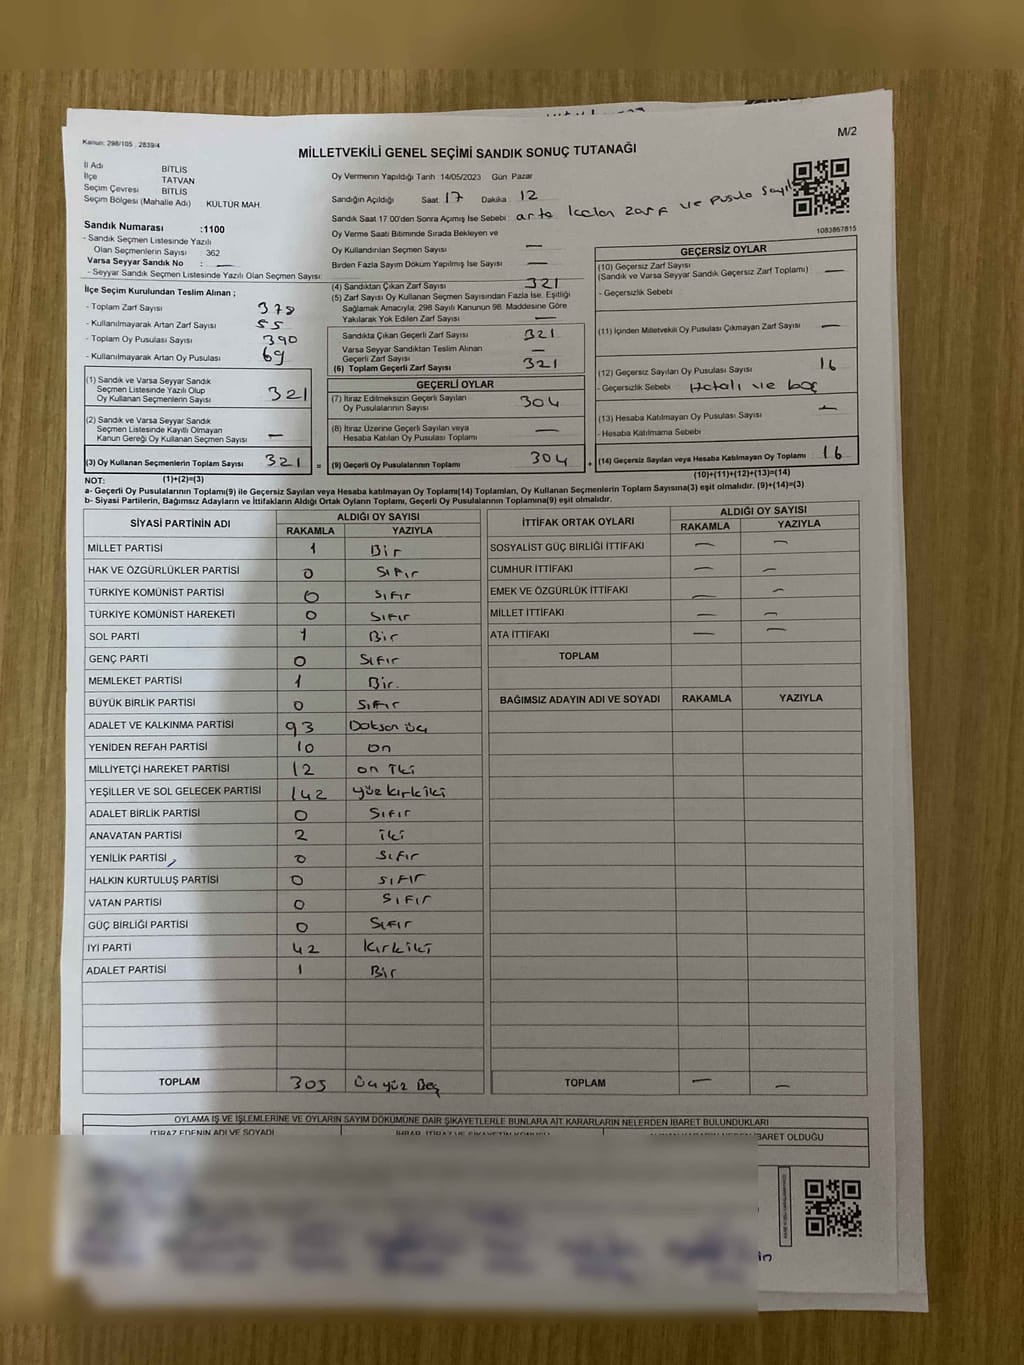 Kanun: 298/105 , 2839/4
M/2
MİLLETVEKİLİ GENEL SEÇİMİ SANDIK SONUÇ TUTANAĞI
İl Adı BİTLİS
İlçe TATVAN
Seçim Çevresi BİTLİS
Seçim Bölgesi (Mahalle Adı) KÜLTÜR MAH.
Sandık Numarası :1100
- Sandık Seçmen Listesinde Yazılı
Olan Seçmenlerin Sayısı 362
Varsa Seyyar Sandık No : —
- Seyyar Sandık Seçmen Listesinde Yazılı Olan Seçmen Sayısı:
Oy Vermenin Yapıldığı Tarih 14/05/2023 Gün Pazar
Sandığın Açıldığı Saat 17 Dakika 12
Sandık Saat 17:00'den Sonra Açımış İse Sebebi arta kalan zarf ve pusula sayı
Oy Verme Saati Bitiminde Sırada Bekleyen ve
Oy Kullandırılan Seçmen Sayısı —
Birden Fazla Sayım Döküm Yapılmış İse Sayısı —
1083867815
İlçe Seçim Kurulundan Teslim Alınan ;
- Toplam Zarf Sayısı 378
- Kullanılmayarak Artan Zarf Sayısı 55
- Toplam Oy Pusulası Sayısı 390
- Kullanılmayarak Artan Oy Pusulası 69
(1) Sandık ve Varsa Seyyar Sandık
Seçmen Listesinde Yazılı Olup
Oy Kullanan Seçmenlerin Sayısı 321
(2) Sandık ve Varsa Seyyar Sandık
Seçmen Listesinde Kayıtlı Olmayan
Kanun Gereği Oy Kullanan Seçmen Sayısı —
(3) Oy Kullanan Seçmenlerin Toplam Sayısı 321 =
(4) Sandıktan Çıkan Zarf Sayısı 321
(5) Zarf Sayısı Oy Kullanan Seçmen Sayısından Fazla İse, Eşitliği
Sağlamak Amacıyla; 298 Sayılı Kanunun 98. Maddesine Göre
Yakılarak Yok Edilen Zarf Sayısı —
Sandıkta Çıkan Geçerli Zarf Sayısı 321
Varsa Seyyar Sandıktan Teslim Alınan
Geçerli Zarf Sayısı —
(6) Toplam Geçerli Zarf Sayısı 321
GEÇERLİ OYLAR
(7) İtiraz Edilmeksizin Geçerli Sayılan
Oy Pusulalarının Sayısı 304
(8) İtiraz Üzerine Geçerli Sayılan veya
Hesaba Katılan Oy Pusulası Toplamı —
(9) Geçerli Oy Pusulalarının Toplamı 304 +
GEÇERSİZ OYLAR
(10) Geçersiz Zarf Sayısı
(Sandık ve Varsa Seyyar Sandık Geçersiz Zarf Toplamı) —
- Geçersizlik Sebebi
(11) İçinden Milletvekili Oy Pusulası Çıkmayan Zarf Sayısı —
(12) Geçersiz Sayılan Oy Pusulası Sayısı 16
- Geçersizlik Sebebi Hatalı ve boş
(13) Hesaba Katılmayan Oy Pusulası Sayısı —
- Hesaba Katılmama Sebebi
(14) Geçersiz Sayılan veya Hesaba Katılmayan Oy Toplamı 16
NOT: (1)+(2)=(3) (10)+(11)+(12)+(13)=(14)
a- Geçerli Oy Pusulalarının Toplamı(9) ile Geçersiz Sayılan veya Hesaba katılmayan Oy Toplamı(14) Toplamları, Oy Kullanan Seçmenlerin Toplam Sayısına(3) eşit olmalıdır. (9)+(14)=(3)
b- Siyasi Partilerin, Bağımsız Adayların ve İttifakların Aldığı Ortak Oyların Toplamı, Geçerli Oy Pusulalarının Toplamına(9) eşit olmalıdır.
SİYASİ PARTİNİN ADI ALDIĞI OY SAYISI
RAKAMLA YAZIYLA
MİLLET PARTİSİ 1 Bir
HAK VE ÖZGÜRLÜKLER PARTİSİ 0 Sıfır
TÜRKİYE KOMÜNİST PARTİSİ 0 Sıfır
TÜRKİYE KOMÜNİST HAREKETİ 0 Sıfır
SOL PARTİ 1 Bir
GENÇ PARTİ 0 Sıfır
MEMLEKET PARTİSİ 1 Bir.
BÜYÜK BİRLİK PARTİSİ 0 Sıfır
ADALET VE KALKINMA PARTİSİ 93 Doksan üç
YENİDEN REFAH PARTİSİ 10 on
MİLLİYETÇİ HAREKET PARTİSİ 12 on iki
YEŞİLLER VE SOL GELECEK PARTİSİ 142 yüz kırk iki
ADALET BİRLİK PARTİSİ 0 Sıfır
ANAVATAN PARTİSİ 2 iki
YENİLİK PARTİSİ 0 Sıfır
HALKIN KURTULUŞ PARTİSİ 0 Sıfır
VATAN PARTİSİ 0 Sıfır
GÜÇ BİRLİĞİ PARTİSİ 0 Sıfır
İYİ PARTİ 42 Kırk iki
ADALET PARTİSİ 1 Bir
TOPLAM 305 Üç yüz Beş
İTTİFAK ORTAK OYLARI ALDIĞI OY SAYISI
RAKAMLA YAZIYLA
SOSYALİST GÜÇ BİRLİĞİ İTTİFAKI — —
CUMHUR İTTİFAKI — —
EMEK VE ÖZGÜRLÜK İTTİFAKI — —
MİLLET İTTİFAKI — —
ATA İTTİFAKI — —
TOPLAM
BAĞIMSIZ ADAYIN ADI VE SOYADI RAKAMLA YAZIYLA
TOPLAM — —
OYLAMA İŞ VE İŞLEMLERİNE VE OYLARIN SAYIM DÖKÜMÜNE DAİR ŞİKAYETLERLE BUNLARA AİT KARARLARIN NELERDEN İBARET BULUNDUKLARI
İTİRAZ EDENİN ADI VE SOYADI
İBARET OLDUĞU